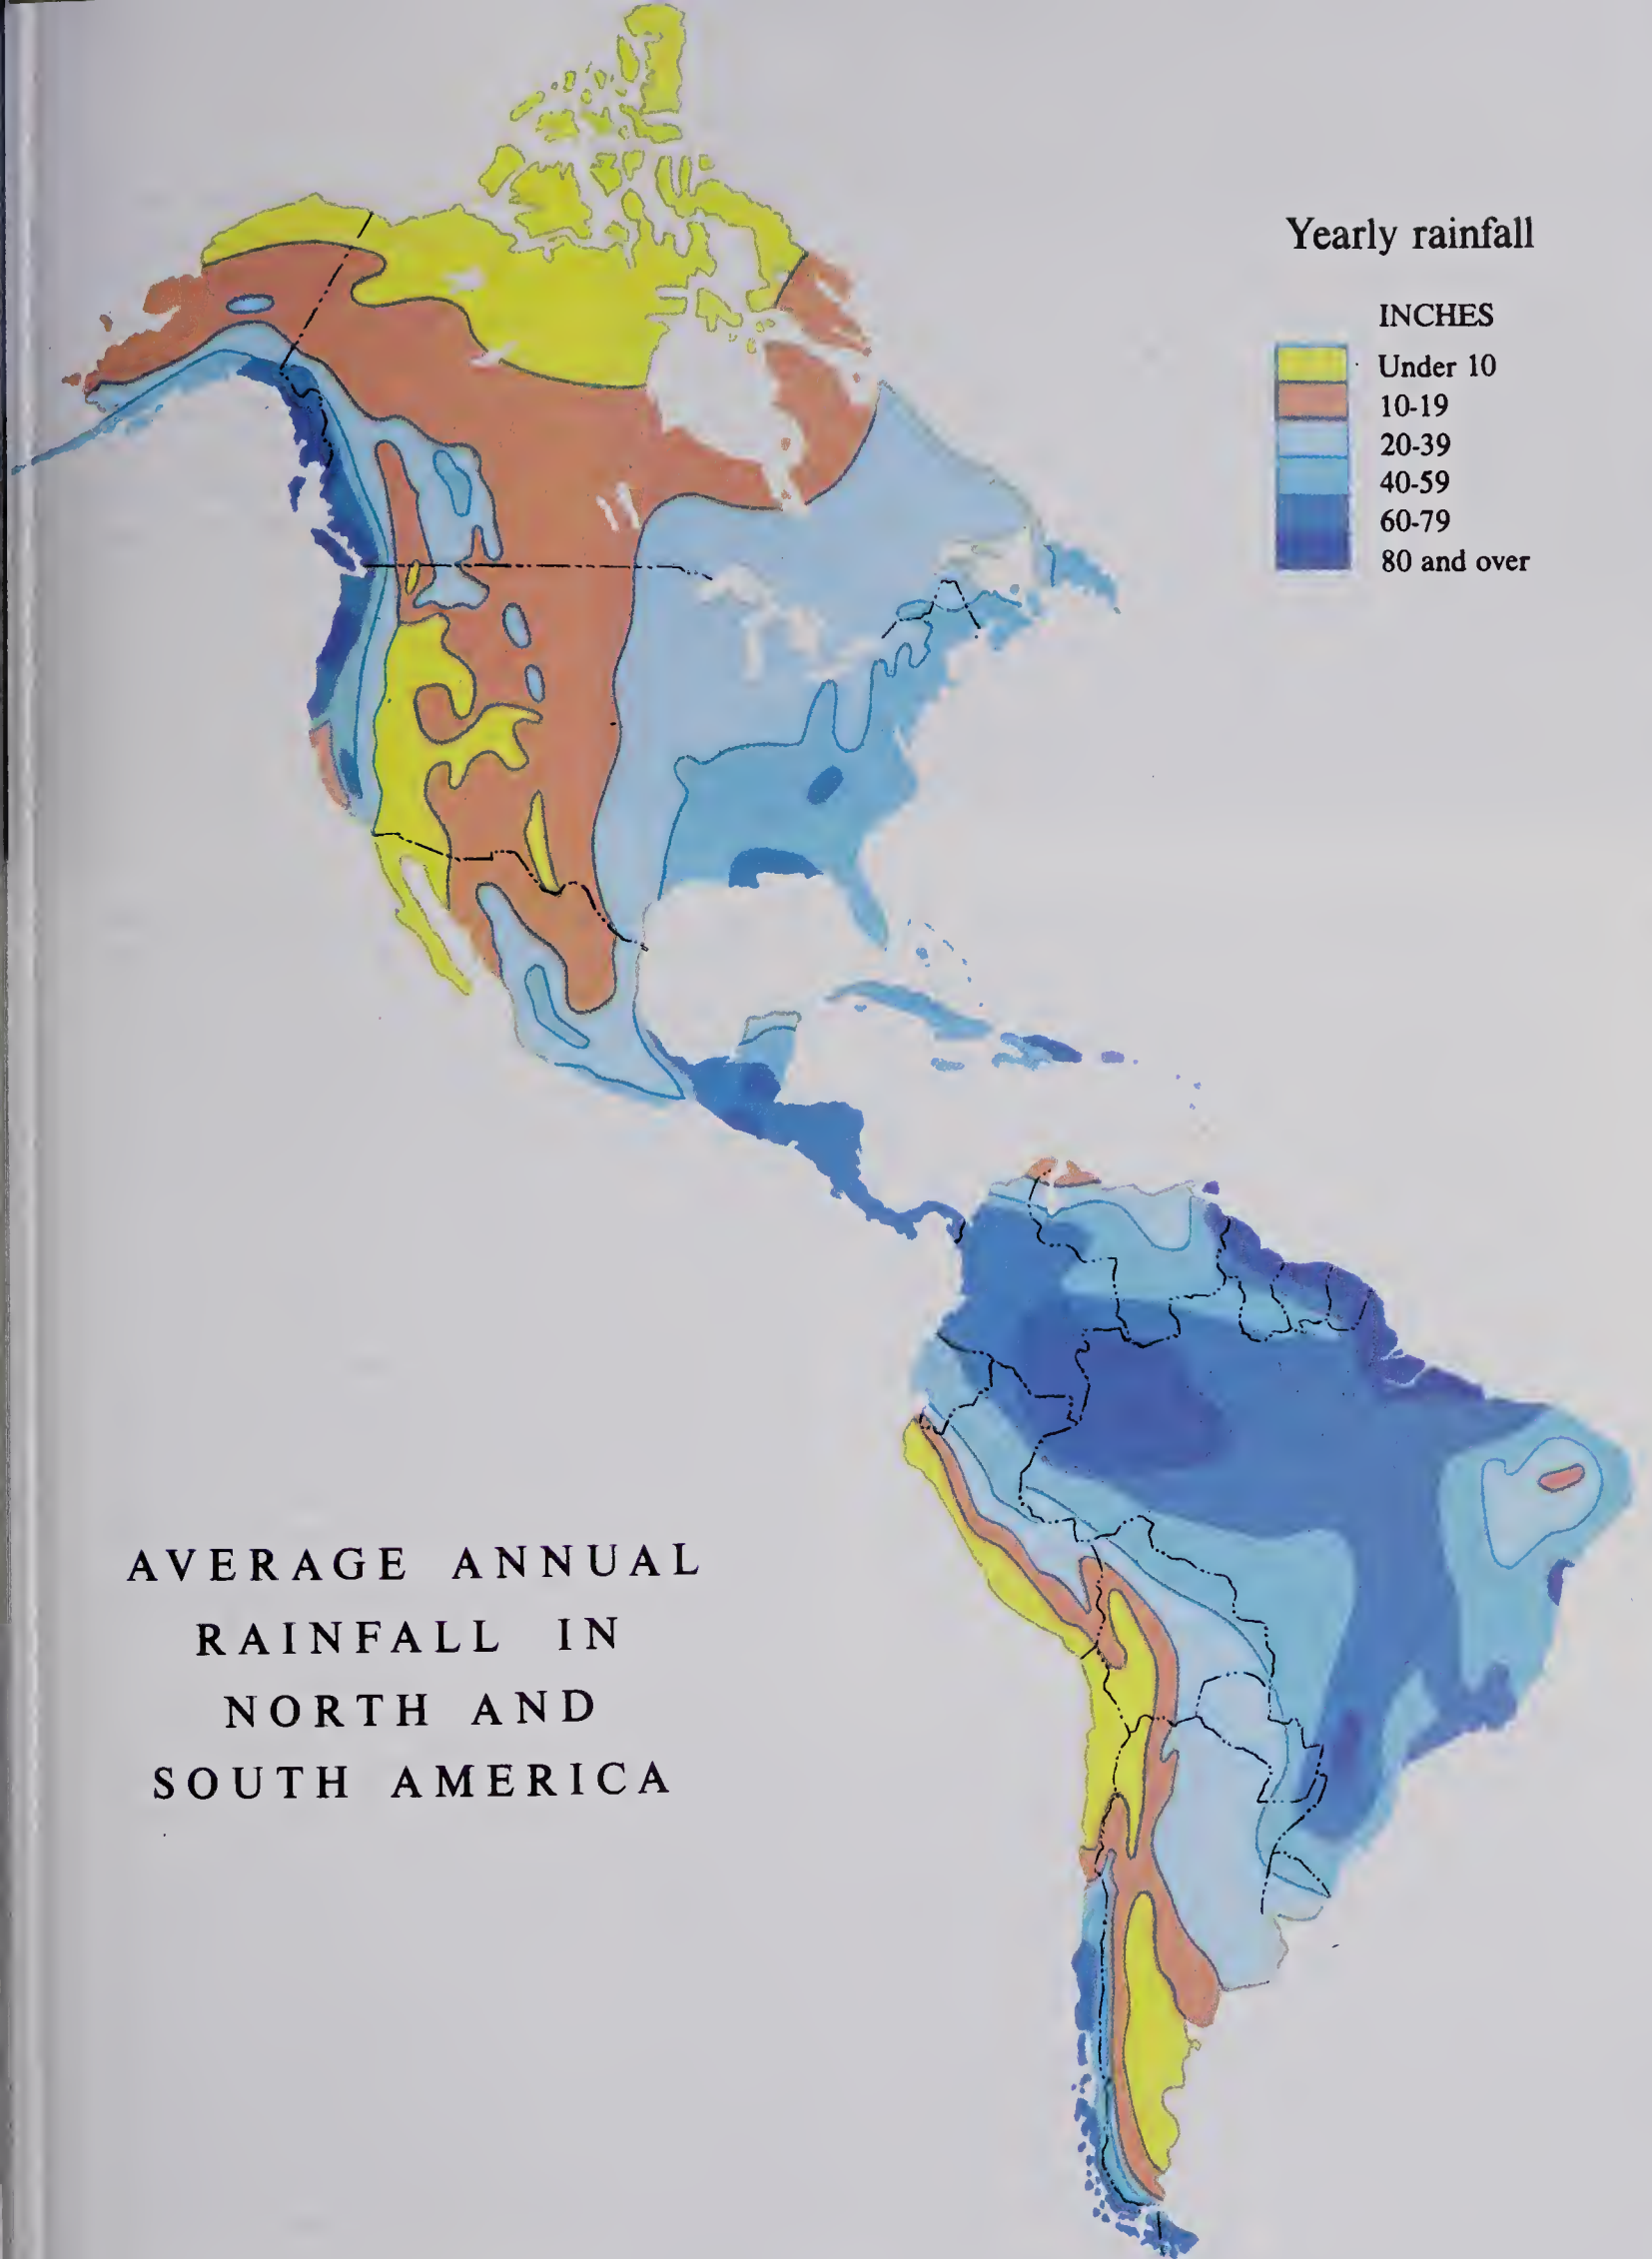 Yearly rainfall
INCHES
Under 10
10-19
20-39
40-59
60-79
80 and over
AVERAGE ANNUAL
RAINFALL IN
NORTH AND
SOUTH AMERICA